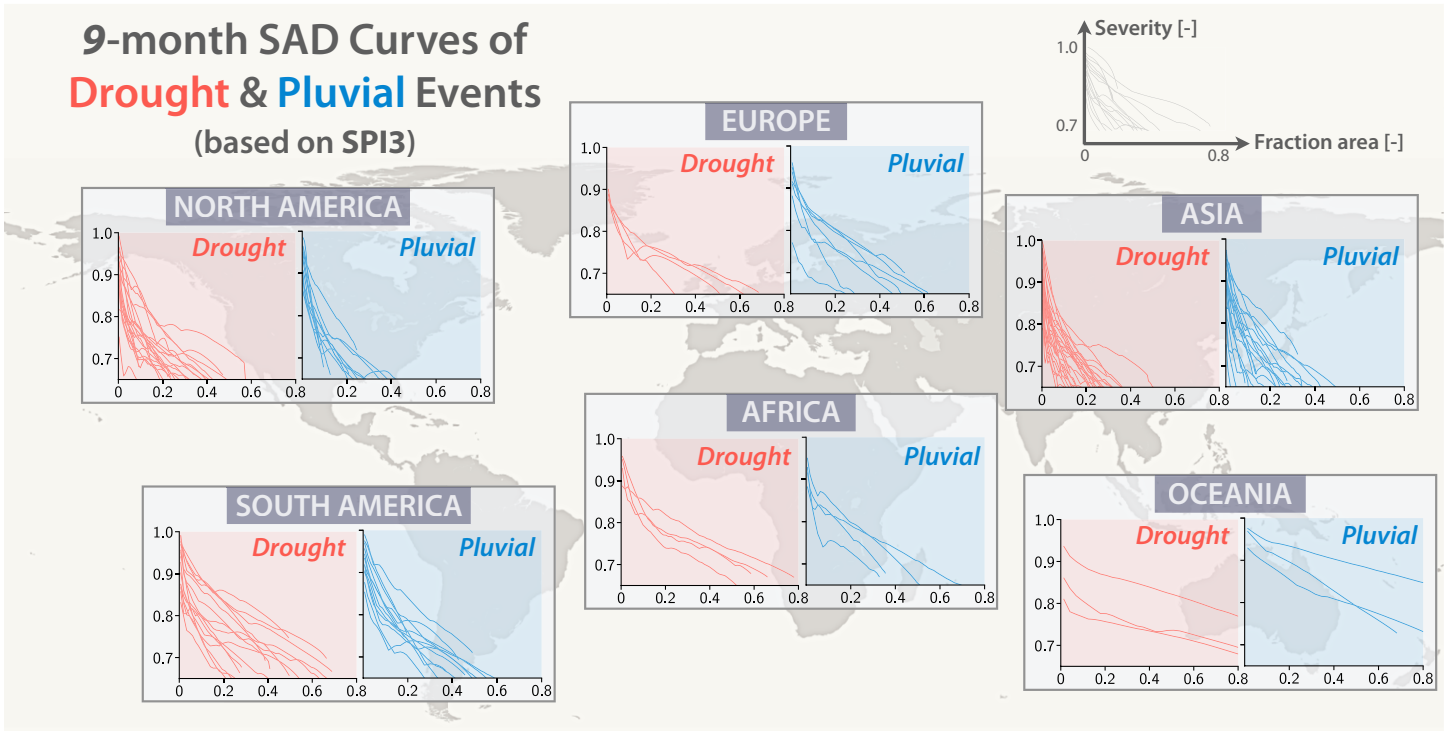 9-month SAD Curves of
Drought & Pluvial Events
(based on SPI3)
Severity [-]
1.0
0.7
0
0.8
Fraction area [-]
EUROPE
Drought
Pluvial
1.0
0.9
0.8
0.7
0 0.2 0.4 0.6 0.8 0.2 0.4 0.6 0.8
NORTH AMERICA
Drought
Pluvial
1.0
0.9
0.8
0.7
0 0.2 0.4 0.6 0.8 0.2 0.4 0.6 0.8
ASIA
Drought
Pluvial
1.0
0.9
0.8
0.7
0 0.2 0.4 0.6 0.8 0.2 0.4 0.6 0.8
AFRICA
Drought
Pluvial
1.0
0.9
0.8
0.7
0 0.2 0.4 0.6 0.8 0.2 0.4 0.6 0.8
SOUTH AMERICA
Drought
Pluvial
1.0
0.9
0.8
0.7
0 0.2 0.4 0.6 0.8 0.2 0.4 0.6 0.8
OCEANIA
Drought
Pluvial
1.0
0.9
0.8
0.7
0 0.2 0.4 0.6 0.8 0.2 0.4 0.6 0.8